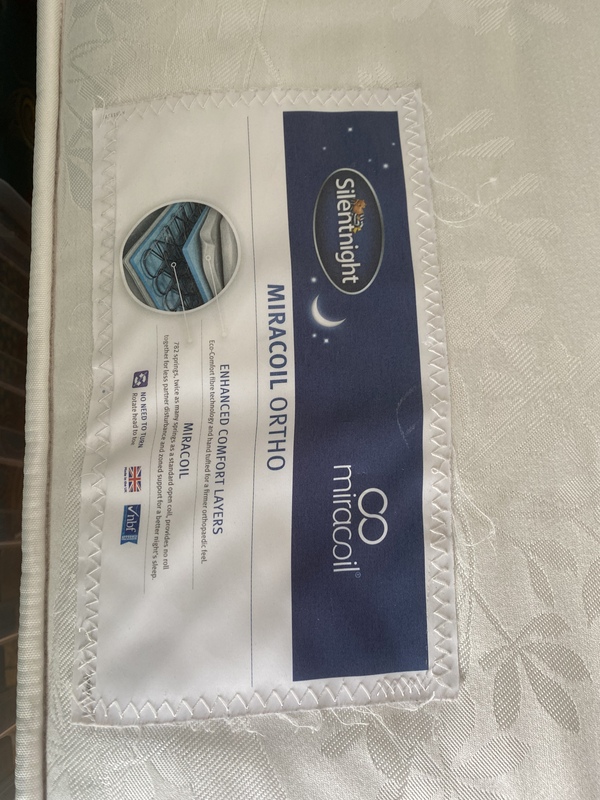 Silentnight
miracoil®
MIRACOIL ORTHO
ENHANCED COMFORT LAYERS
Eco-Comfort fibre technology and hand tufted for a firmer orthopaedic feel.
MIRACOIL
782 springs, twice as many springs as a standard open coil, provides no roll
together for less partner disturbance and zoned support for a better night's sleep.
NO NEED TO TURN
Rotate head to toe
nbf